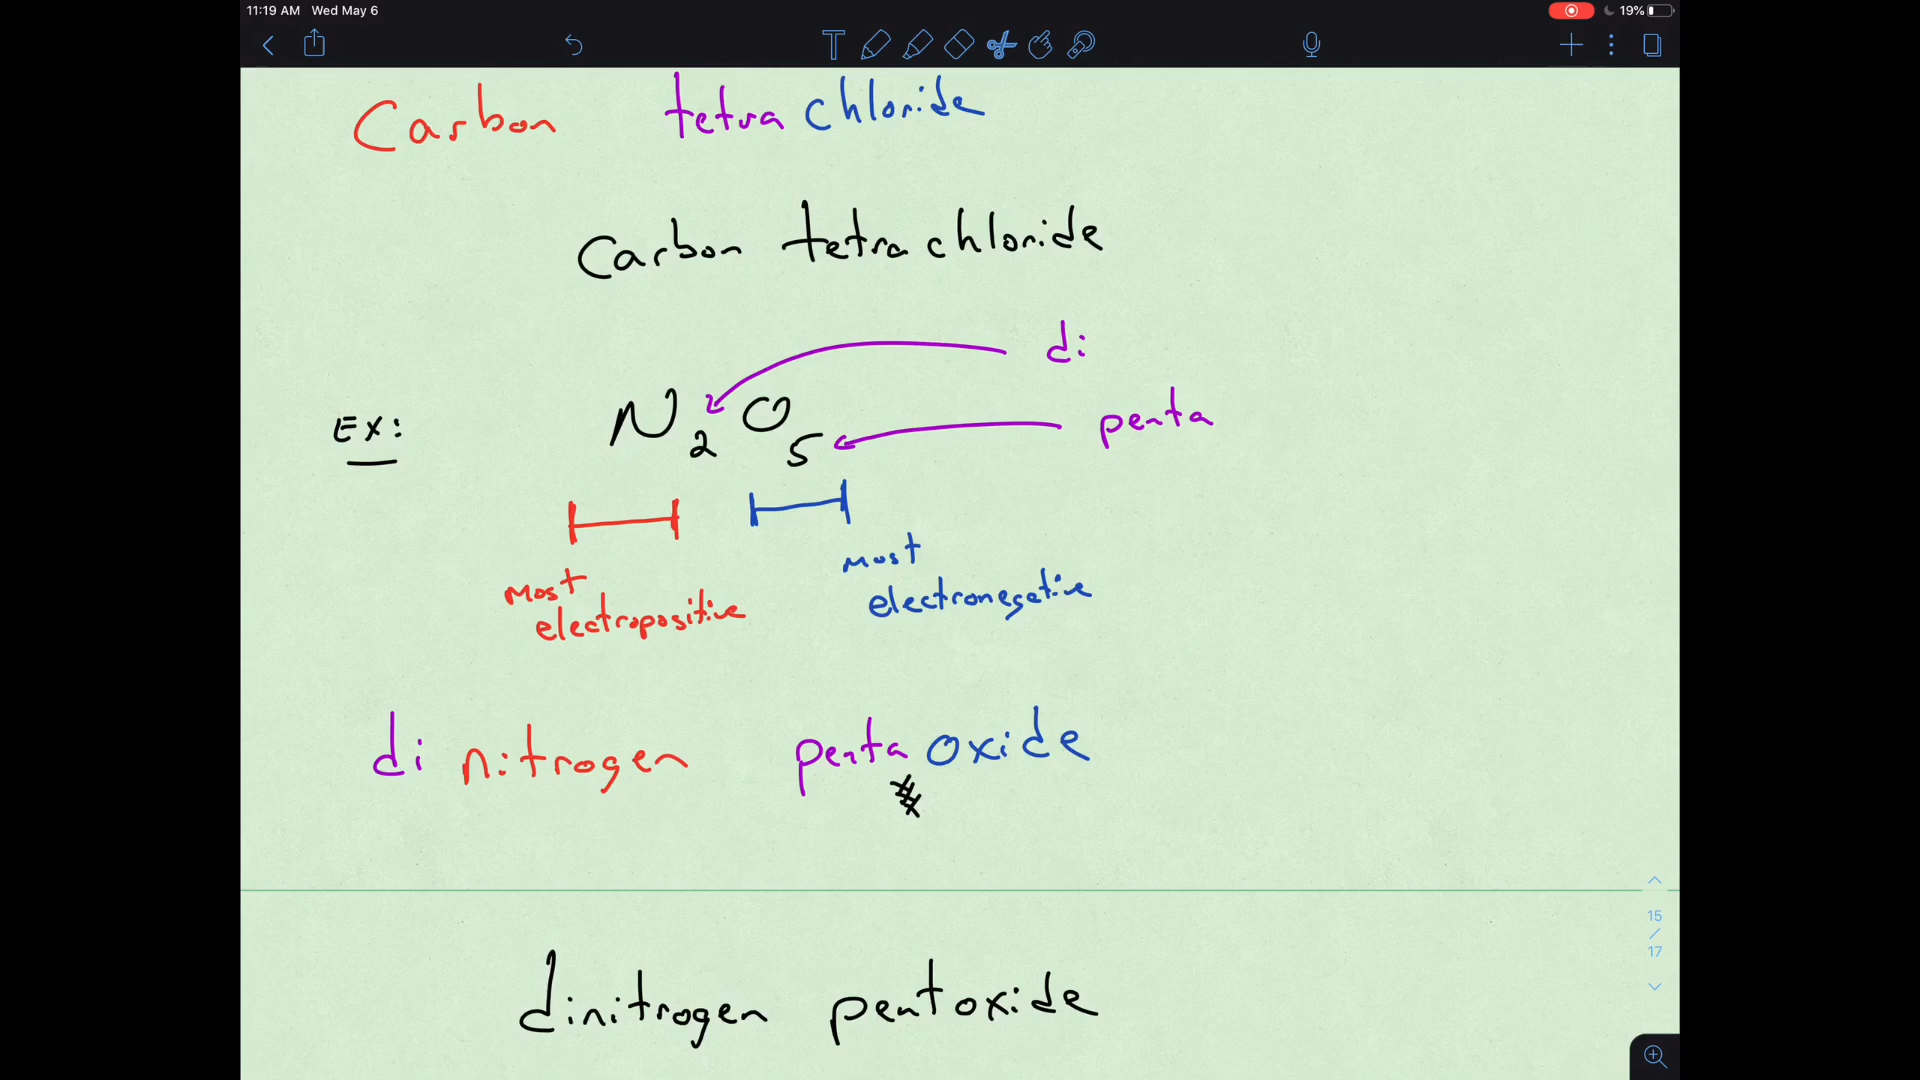 11:19 AM Wed May 6
19%
Carbon tetra chloride
Carbon tetrachloride
di
Ex: N2O5 penta
most
electropositive
most
electronegative
di nitrogen penta oxide
15
/
17
dinitrogen pentoxide